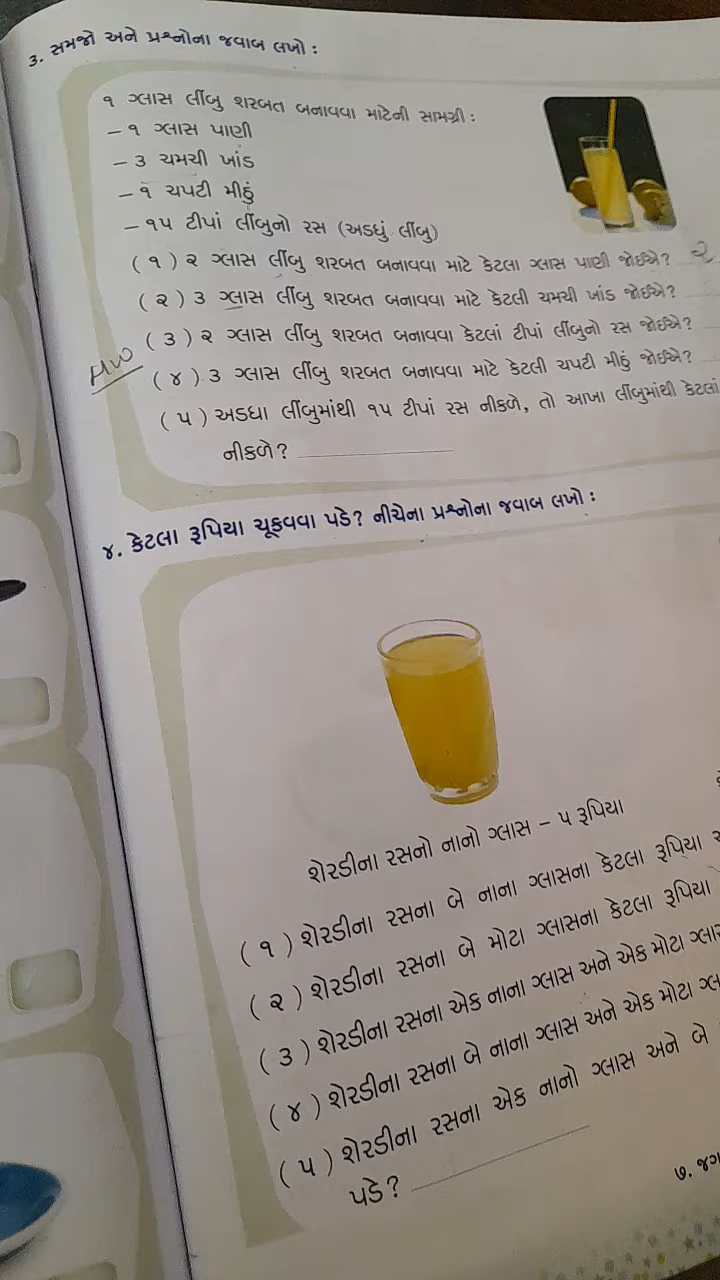 ૩. સમજો અને પ્રશ્નોના જવાબ લખો :
૧ ગ્લાસ લીંબુ શરબત બનાવવા માટેની સામગ્રી :
– ૧ ગ્લાસ પાણી
– ૩ ચમચી ખાંડ
– ૧ ચપટી મીઠું
– ૧૫ ટીપાં લીંબુનો રસ (અડધું લીંબુ)
(૧) ૨ ગ્લાસ લીંબુ શરબત બનાવવા માટે કેટલા ગ્લાસ પાણી જોઈએ? ૨
(૨) ૩ ગ્લાસ લીંબુ શરબત બનાવવા માટે કેટલી ચમચી ખાંડ જોઈએ?
(૩) ૨ ગ્લાસ લીંબુ શરબત બનાવવા કેટલાં ટીપાં લીંબુનો રસ જોઈએ?
HW
(૪) ૩ ગ્લાસ લીંબુ શરબત બનાવવા માટે કેટલી ચપટી મીઠું જોઈએ?
(૫) અડધા લીંબુમાંથી ૧૫ ટીપાં રસ નીકળે, તો આખા લીંબુમાંથી કેટલાં
નીકળે?
૪. કેટલા રૂપિયા ચૂકવવા પડે? નીચેના પ્રશ્નોના જવાબ લખો :
શેરડીના રસનો નાનો ગ્લાસ – ૫ રૂપિયા
(૧) શેરડીના રસના બે નાના ગ્લાસના કેટલા રૂપિયા
(૨) શેરડીના રસના બે મોટા ગ્લાસના કેટલા રૂપિયા
(૩) શેરડીના રસના એક નાના ગ્લાસ અને એક મોટા
(૪) શેરડીના રસના બે નાના ગ્લાસ અને એક મોટા
(૫) શેરડીના રસના એક નાનો ગ્લાસ અને બે
પડે?
૭.